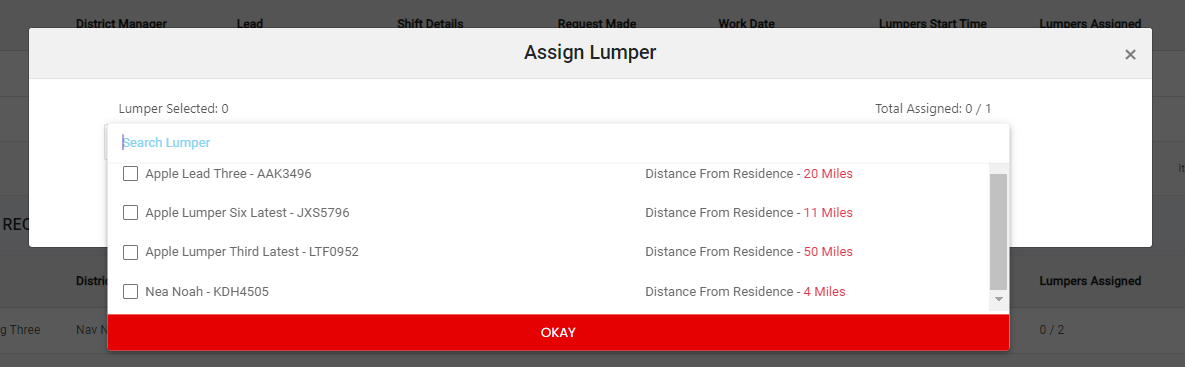 District Manager Lead Shift Details Request Made Work Date Lumpers Start Time Lumpers Assigned
Assign Lumper ×
Lumper Selected: 0 Total Assigned: 0 / 1
Search Lumper
Apple Lead Three - AAK3496 Distance From Residence - 20 Miles
it
Apple Lumper Six Latest - JXS5796 Distance From Residence - 11 Miles
REC
Apple Lumper Third Latest - LTF0952 Distance From Residence - 50 Miles
Distri Lumpers Assigned
Nea Noah - KDH4505 Distance From Residence - 4 Miles
g Three Nav N 0 / 2
OKAY